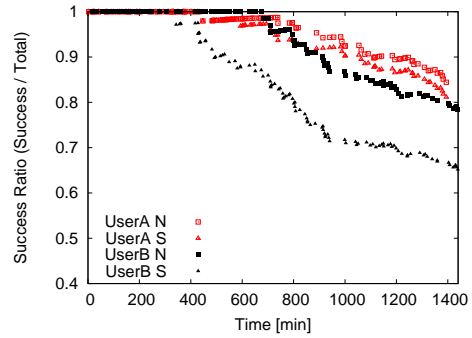 1
0.9
0.8
0.7
0.6
0.5
0.4
Success Ratio (Success / Total)
UserA N
UserA S
UserB N
UserB S
0 200 400 600 800 1000 1200 1400
Time [min]